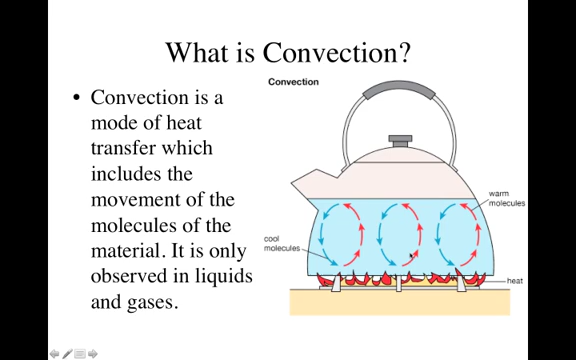 What is Convection?
• Convection is a
mode of heat
transfer which
includes the
movement of the
molecules of the
material. It is only
observed in liquids
and gases.
Convection
warm
molecules
cool
molecules
heat